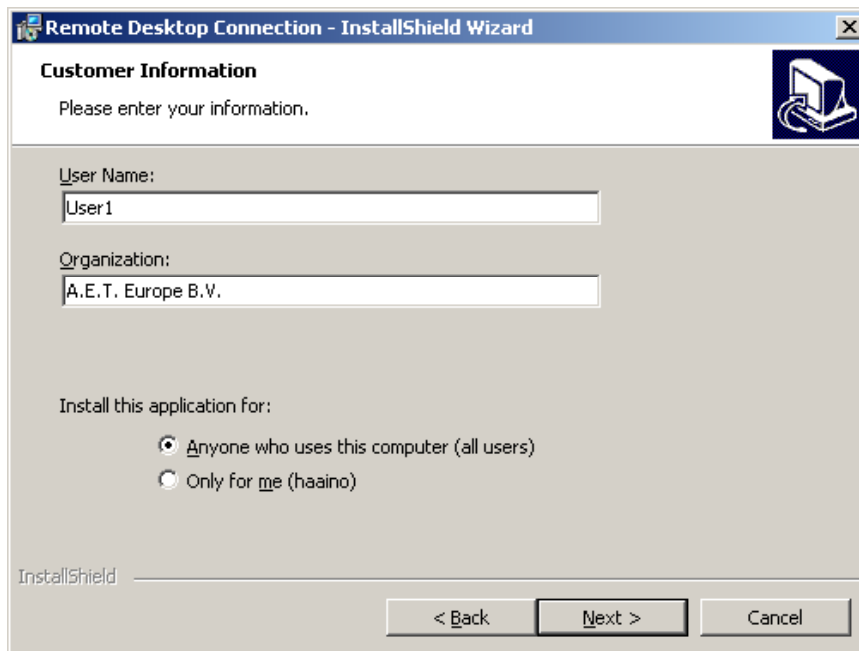 Remote Desktop Connection - InstallShield Wizard
Customer Information
Please enter your information.
User Name:
User1
Organization:
A.E.T. Europe B.V.
Install this application for:
Anyone who uses this computer (all users)
Only for me (haaino)
InstallShield
< Back Next > Cancel